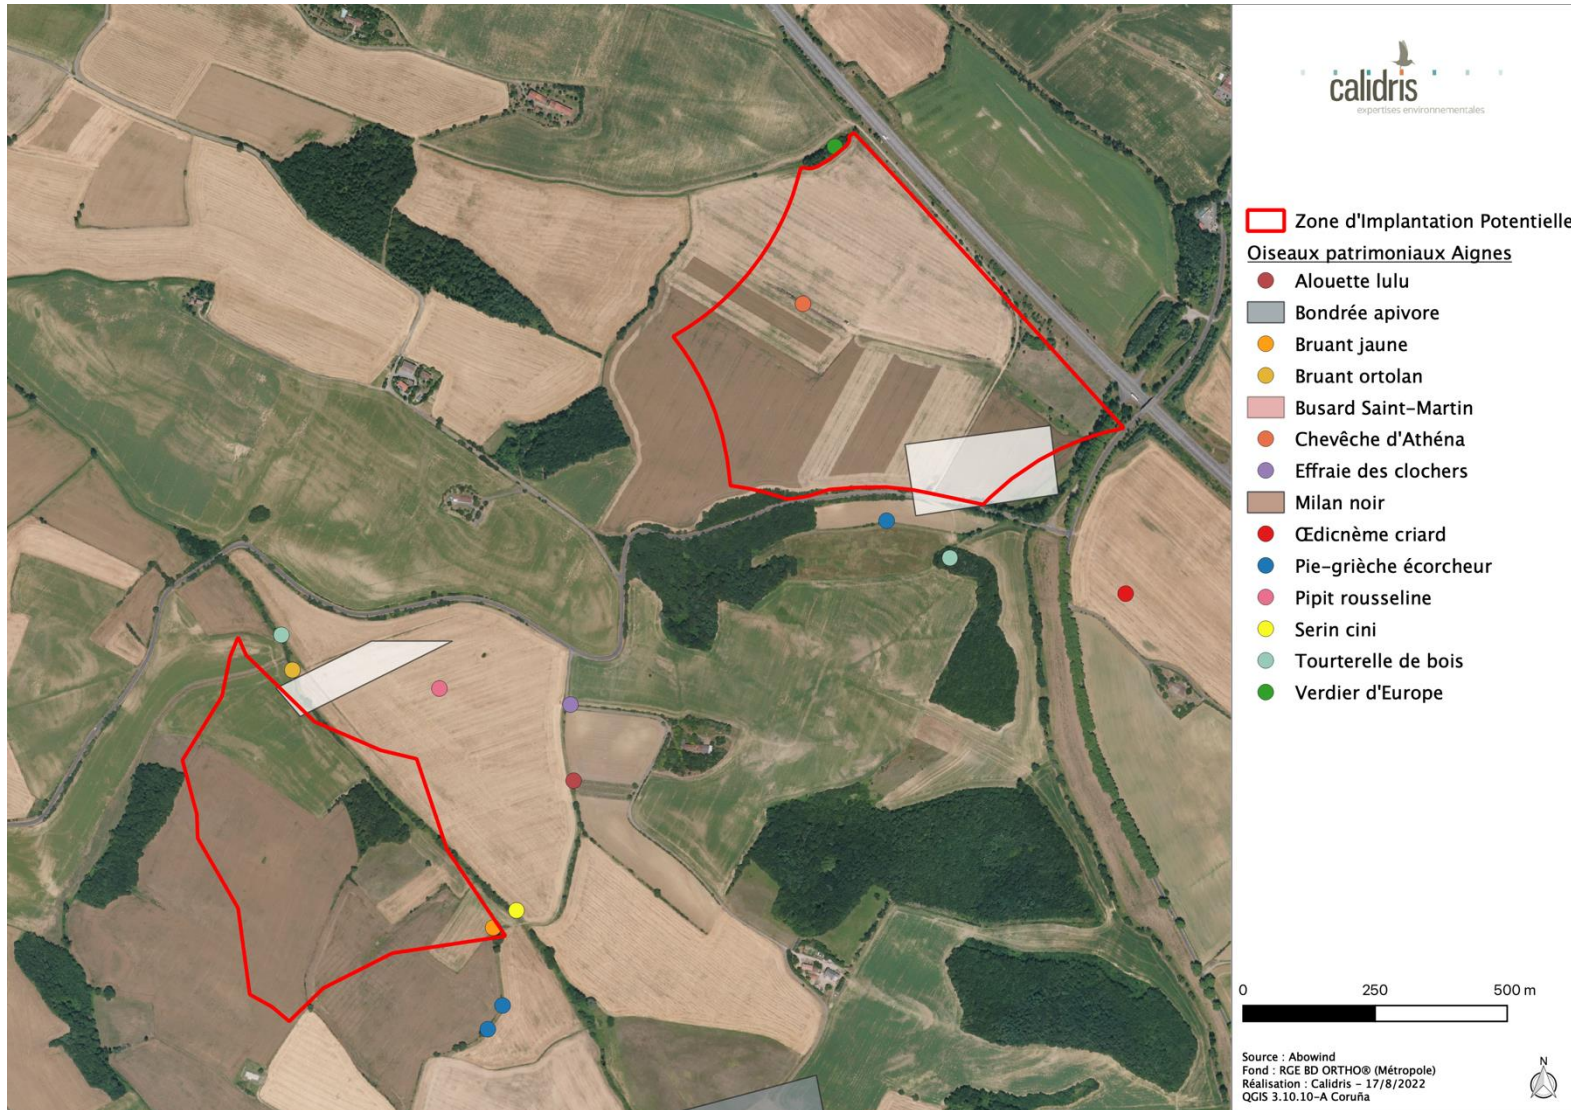 calidris
expertises environnementales
Zone d'Implantation Potentielle
Oiseaux patrimoniaux Aignes
Alouette lulu
Bondrée apivore
Bruant jaune
Bruant ortolan
Busard Saint-Martin
Chevêche d'Athéna
Effraie des clochers
Milan noir
Œdicnème criard
Pie-grièche écorcheur
Pipit rousseline
Serin cini
Tourterelle de bois
Verdier d'Europe
0 250 500 m
Source : Abowind
Fond : RGE BD ORTHO® (Métropole)
Réalisation : Calidris - 17/8/2022
QGIS 3.10.10-A Coruña
N